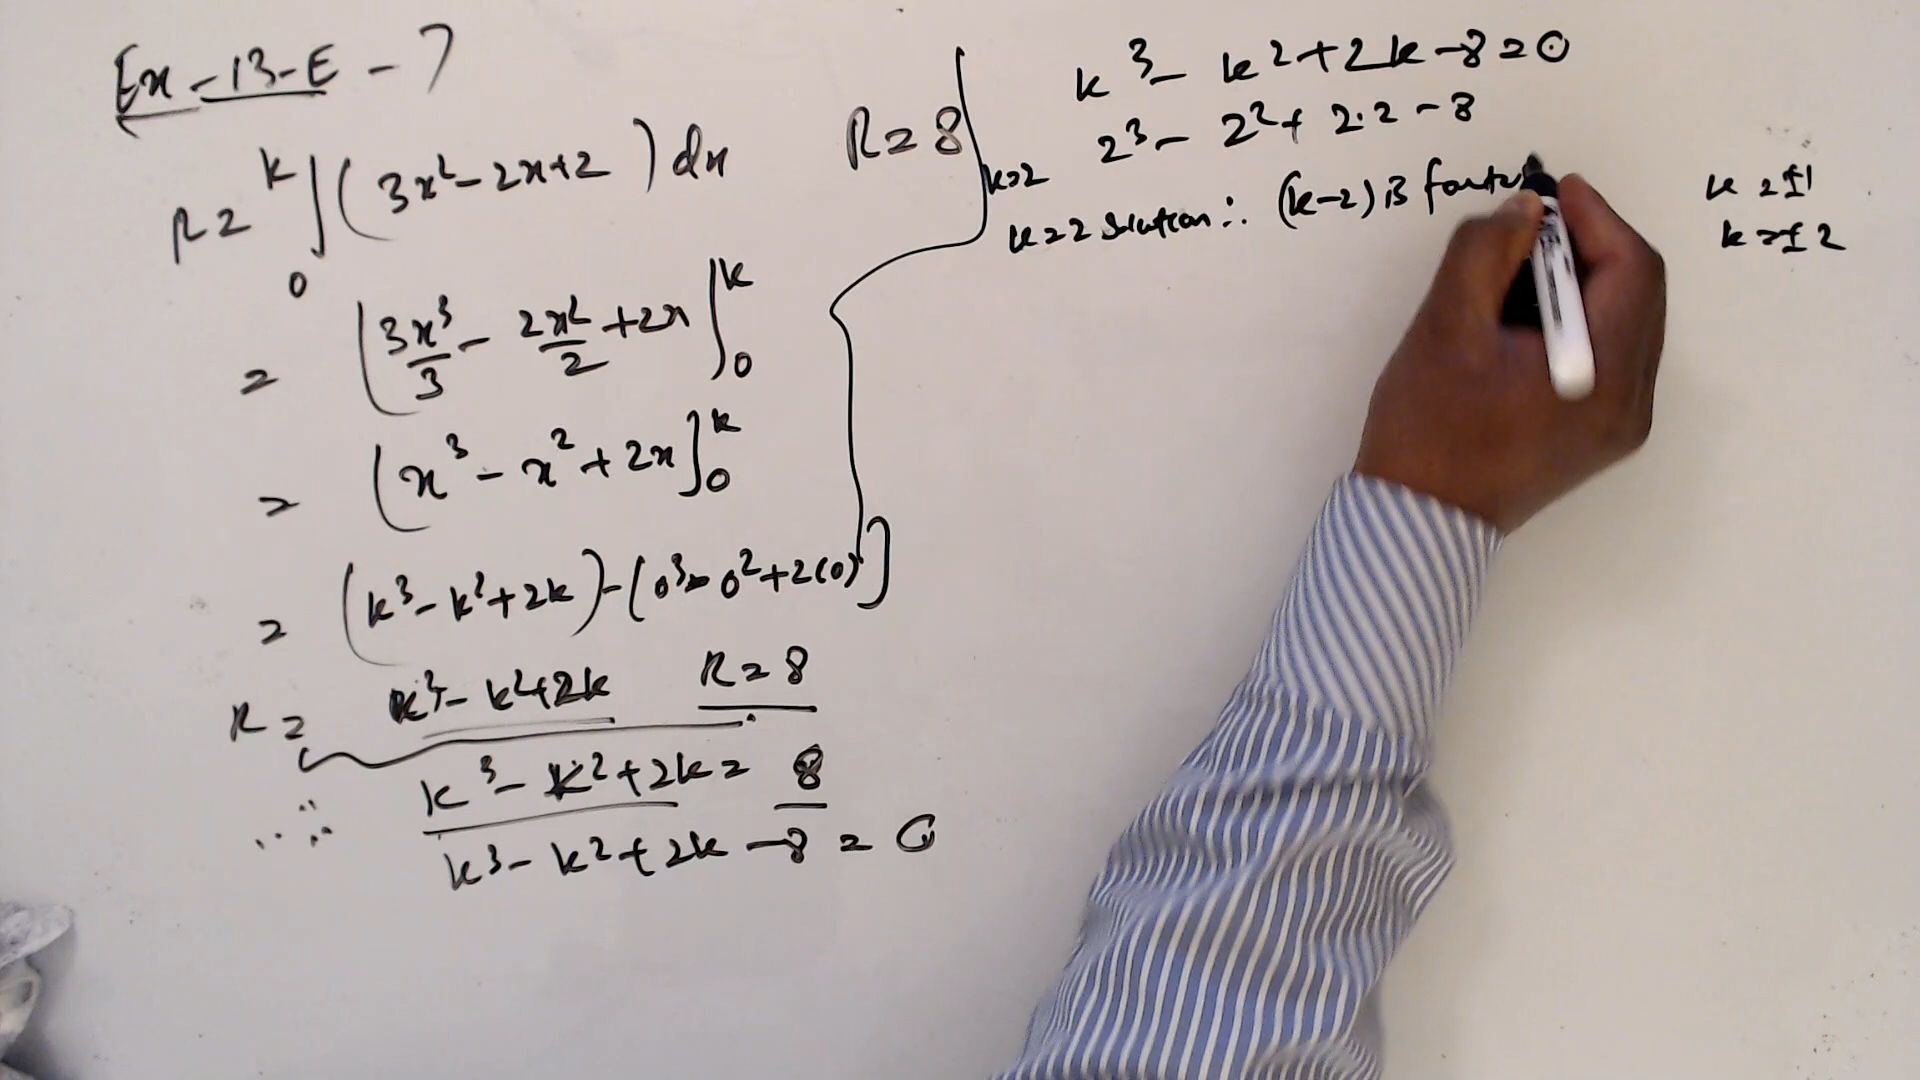 Ex-13-E-7
R = ∫₀ᵏ (3x²-2x+2) dx
= [3x³/3 - 2x²/2 + 2x]₀ᵏ
= [x³ - x² + 2x]₀ᵏ
= (k³-k²+2k)-(0³-0²+2(0))]
R = k³-k²+2k R=8
∴ k³-k²+2k = 8
k³-k²+2k-8 = 0
R=8
k³- k²+2k-8=0
k=2 2³- 2²+ 2·2-8
k=2 Solution ∴ (k-2) is factor
k=±1
k=±2